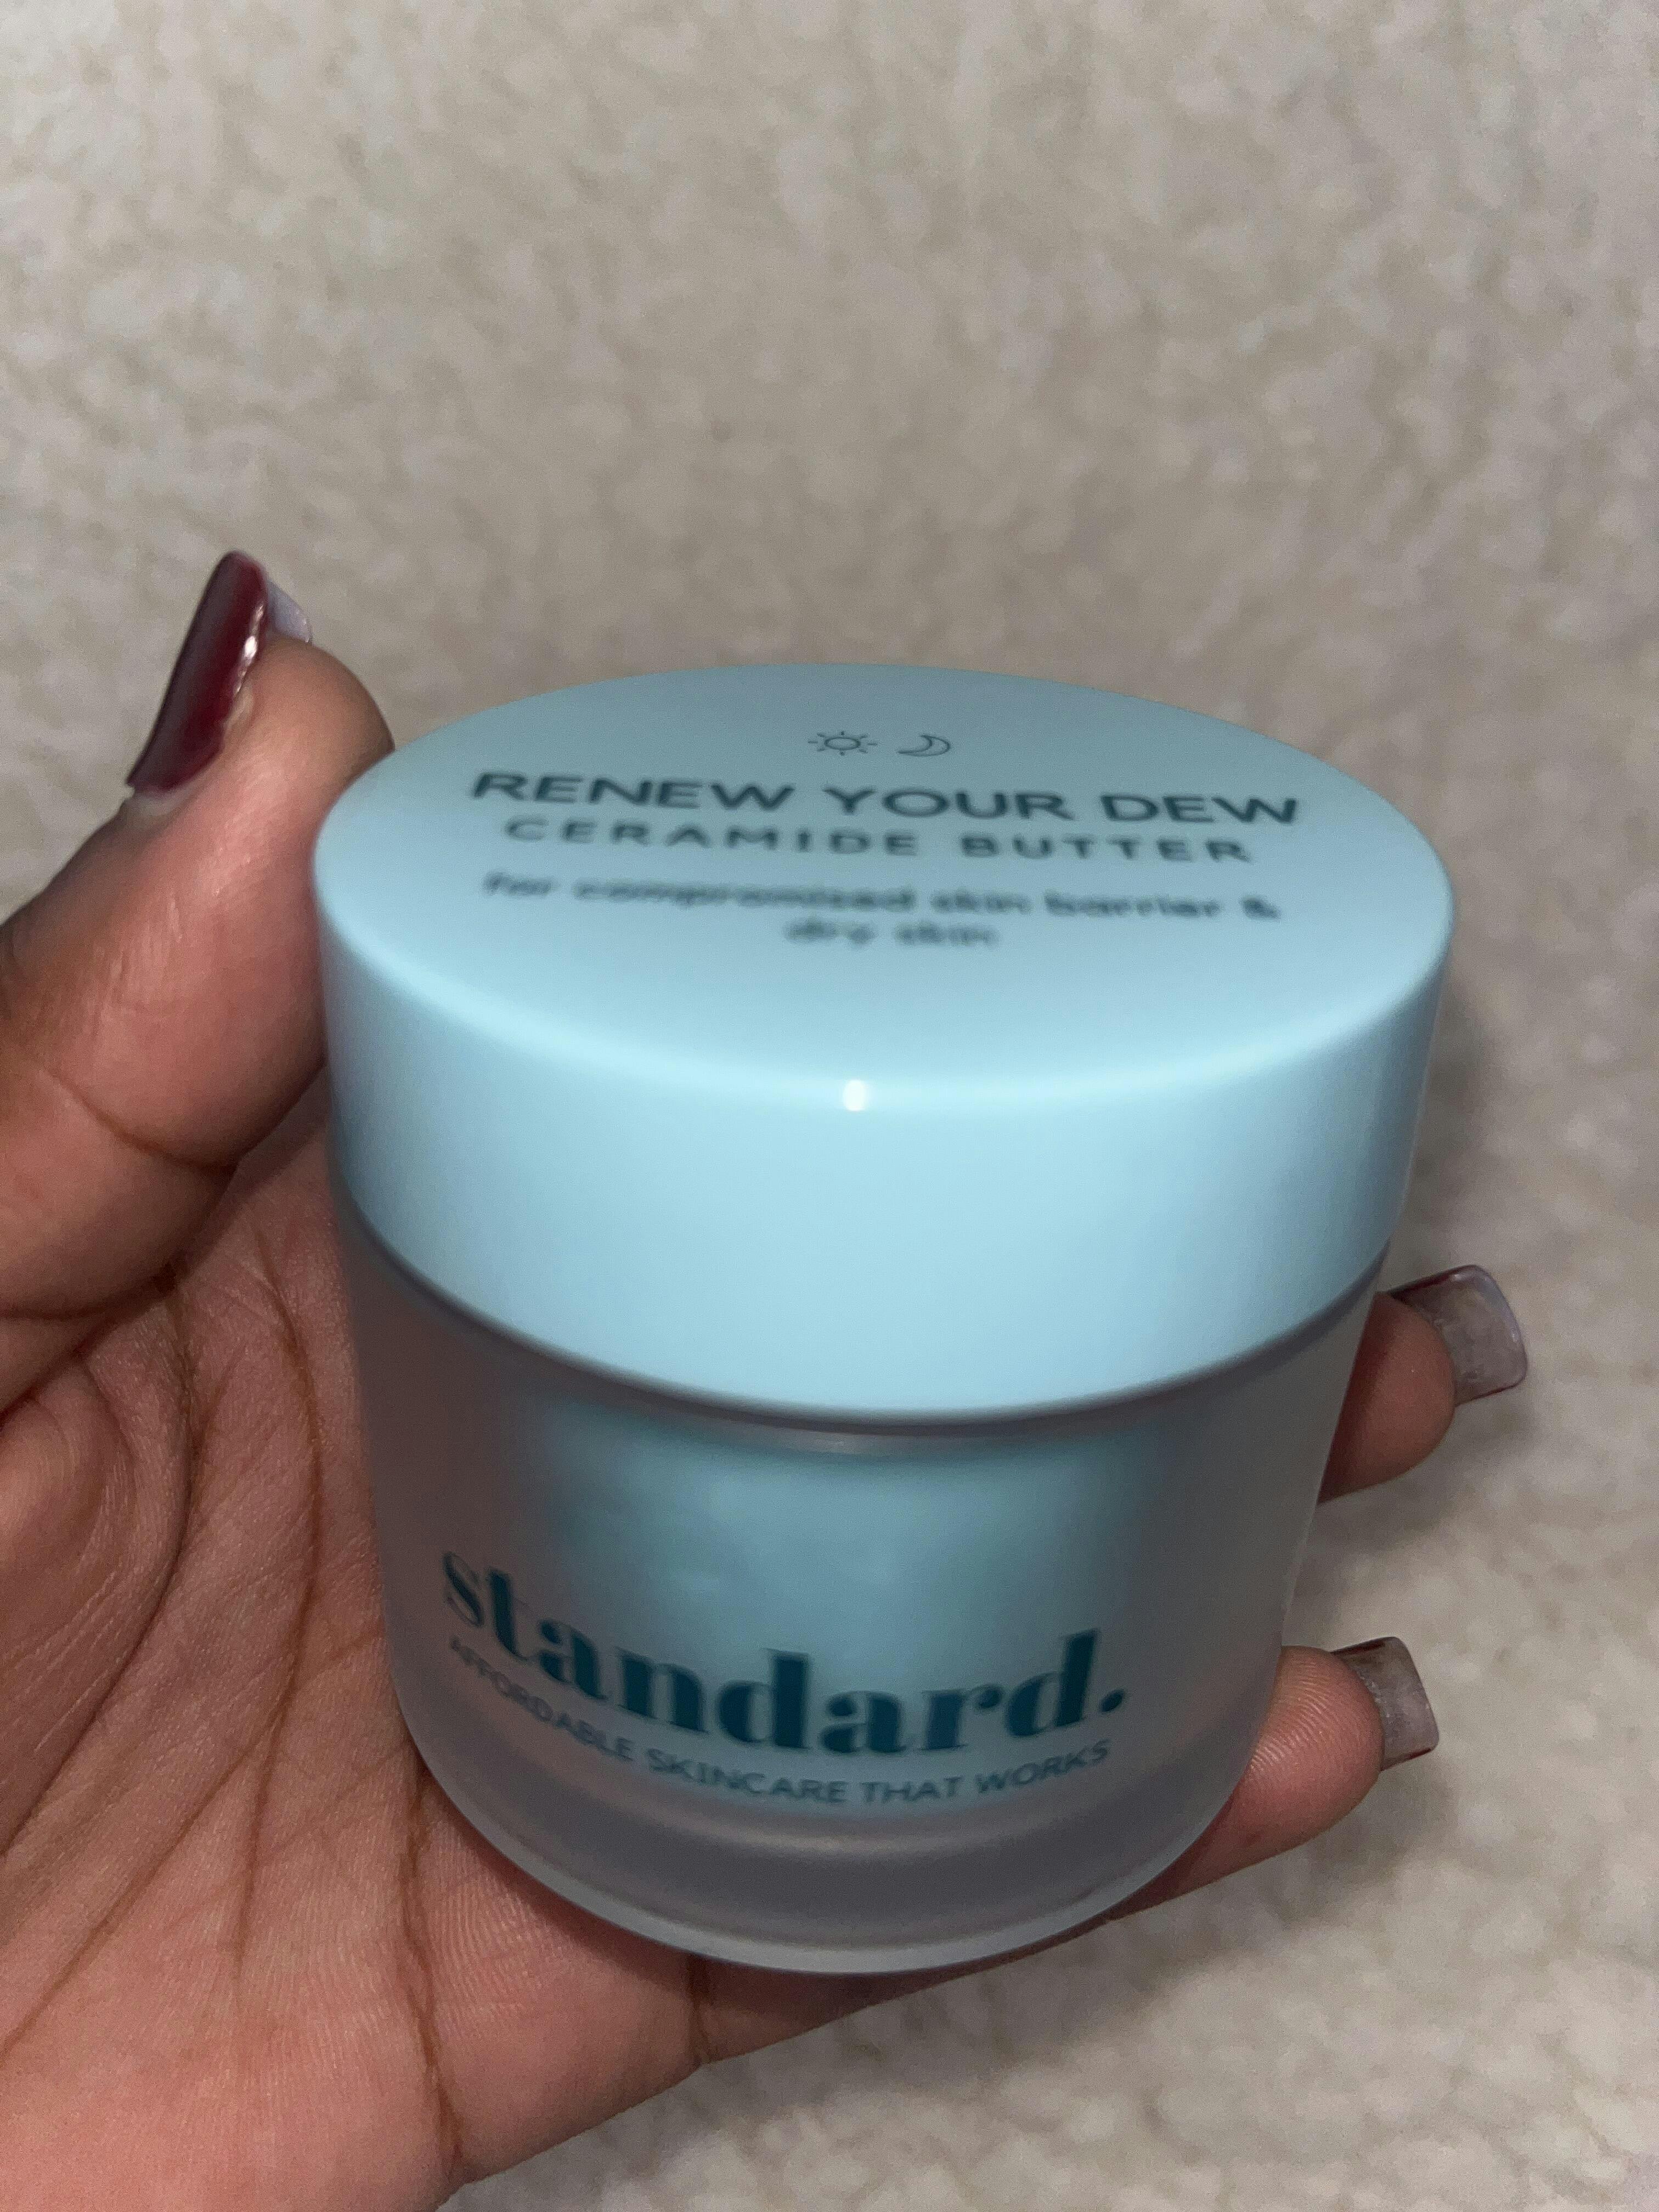 RENEW YOUR DEW
CERAMIDE BUTTER
for compromised skin barrier &
dry skin
standard.
AFFORDABLE SKINCARE THAT WORKS